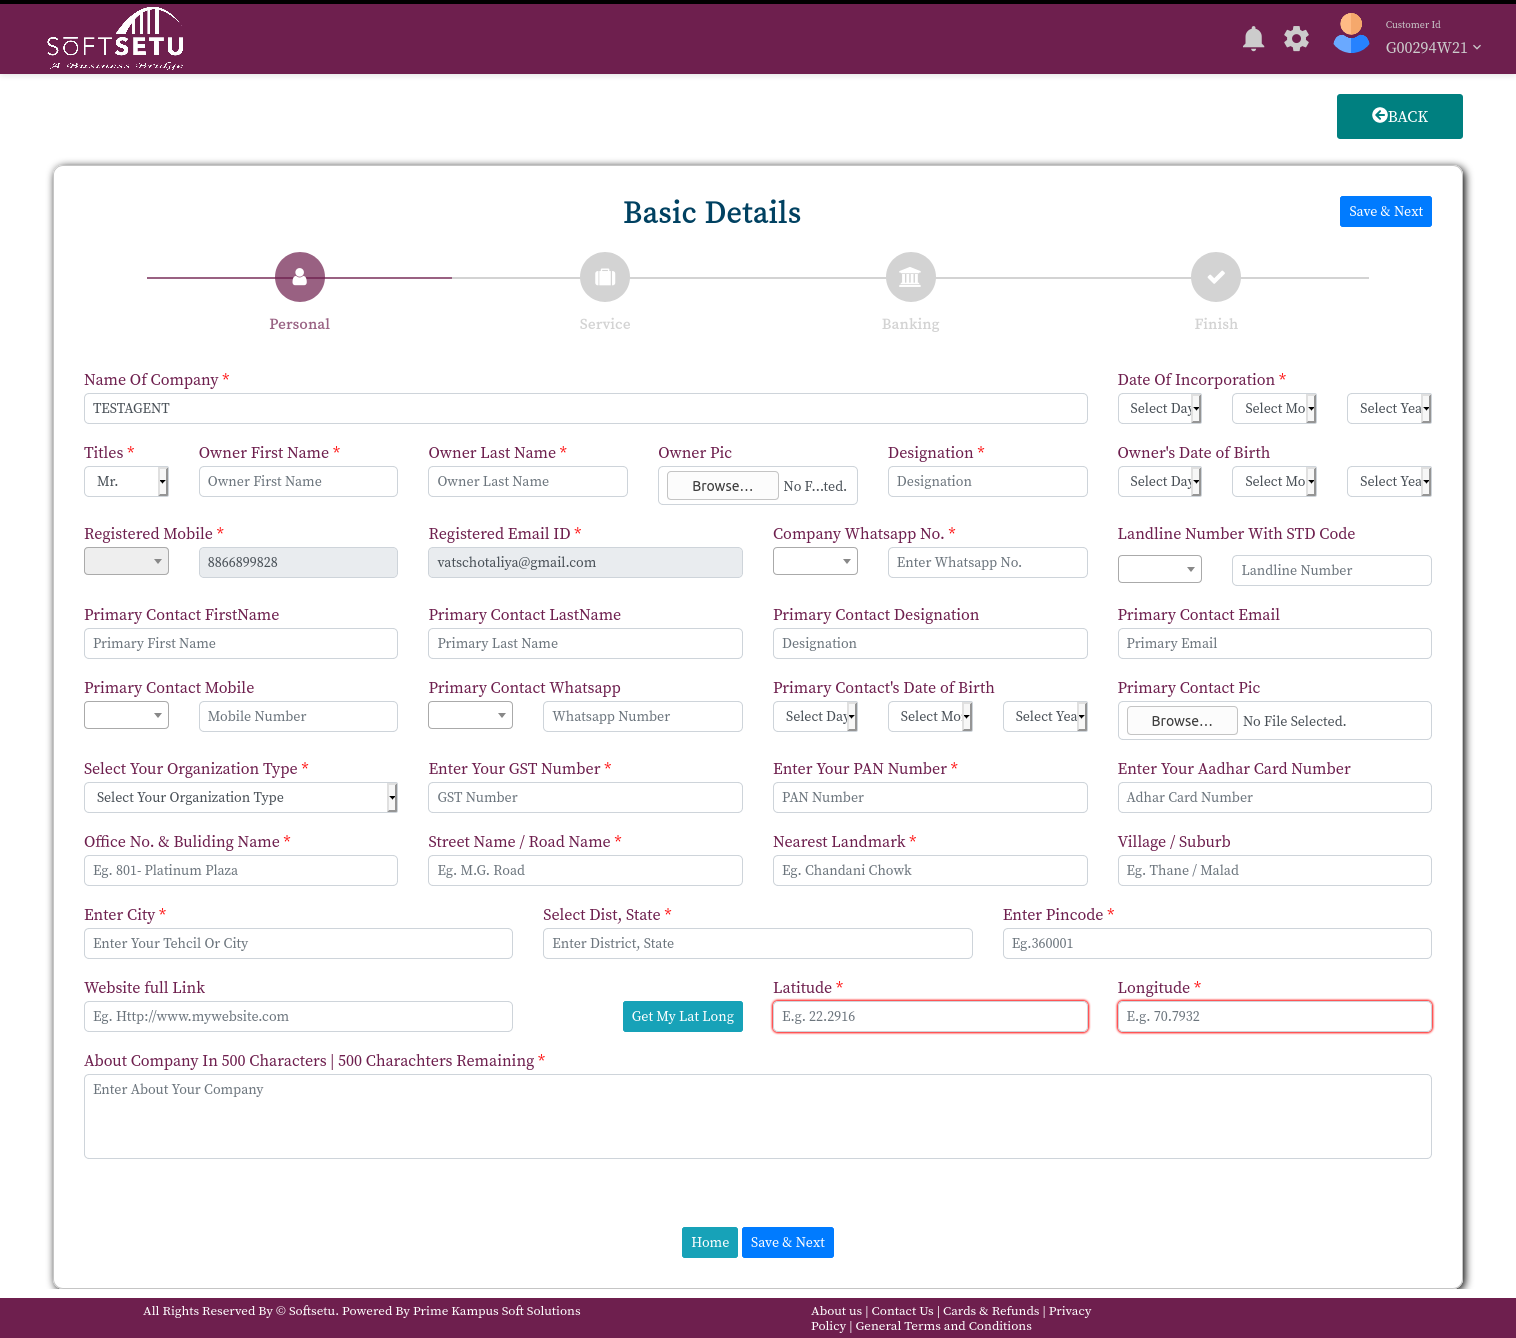 SOFTSETU
A Business Bridge
Customer Id
G00294W21
BACK
Basic Details
Save & Next
Personal
Service
Banking
Finish
Name Of Company *
Date Of Incorporation *
TESTAGENT
Select Day
Select Mo
Select Yea
Titles *
Owner First Name *
Owner Last Name *
Owner Pic
Designation *
Owner's Date of Birth
Mr.
Owner First Name
Owner Last Name
Browse...
No F...ted.
Designation
Select Day
Select Mo
Select Yea
Registered Mobile *
Registered Email ID *
Company Whatsapp No. *
Landline Number With STD Code
8866899828
vatschotaliya@gmail.com
Enter Whatsapp No.
Landline Number
Primary Contact FirstName
Primary Contact LastName
Primary Contact Designation
Primary Contact Email
Primary First Name
Primary Last Name
Designation
Primary Email
Primary Contact Mobile
Primary Contact Whatsapp
Primary Contact's Date of Birth
Primary Contact Pic
Mobile Number
Whatsapp Number
Select Day
Select Mo
Select Yea
Browse...
No File Selected.
Select Your Organization Type *
Enter Your GST Number *
Enter Your PAN Number *
Enter Your Aadhar Card Number
Select Your Organization Type
GST Number
PAN Number
Adhar Card Number
Office No. & Buliding Name *
Street Name / Road Name *
Nearest Landmark *
Village / Suburb
Eg. 801- Platinum Plaza
Eg. M.G. Road
Eg. Chandani Chowk
Eg. Thane / Malad
Enter City *
Select Dist, State *
Enter Pincode *
Enter Your Tehcil Or City
Enter District, State
Eg.360001
Website full Link
Latitude *
Longitude *
Eg. Http://www.mywebsite.com
Get My Lat Long
E.g. 22.2916
E.g. 70.7932
About Company In 500 Characters | 500 Charachters Remaining *
Enter About Your Company
Home
Save & Next
All Rights Reserved By © Softsetu. Powered By Prime Kampus Soft Solutions
About us | Contact Us | Cards & Refunds | Privacy
Policy | General Terms and Conditions